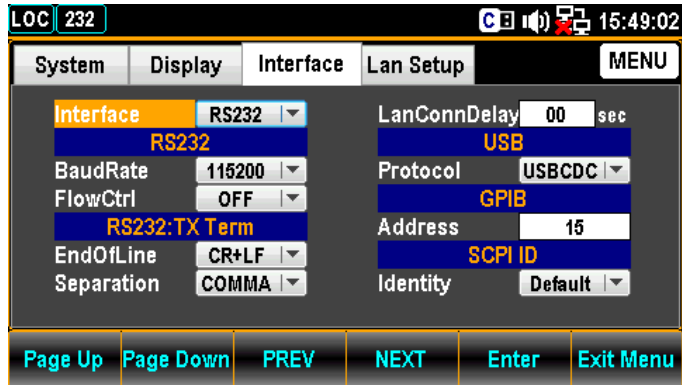 LOC 232 C 15:49:02
System Display Interface Lan Setup MENU
Interface RS232
RS232
BaudRate 115200
FlowCtrl OFF
RS232:TX Term
EndOfLine CR+LF
Separation COMMA
LanConnDelay 00 sec
USB
Protocol USBCDC
GPIB
Address 15
SCPI ID
Identity Default
Page Up Page Down PREV NEXT Enter Exit Menu